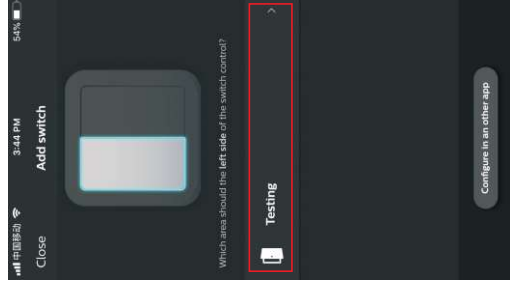 中国移动 3:44 PM 54%
Close Add switch
Which area should the left side of the switch control?
Testing
Configure in an other app